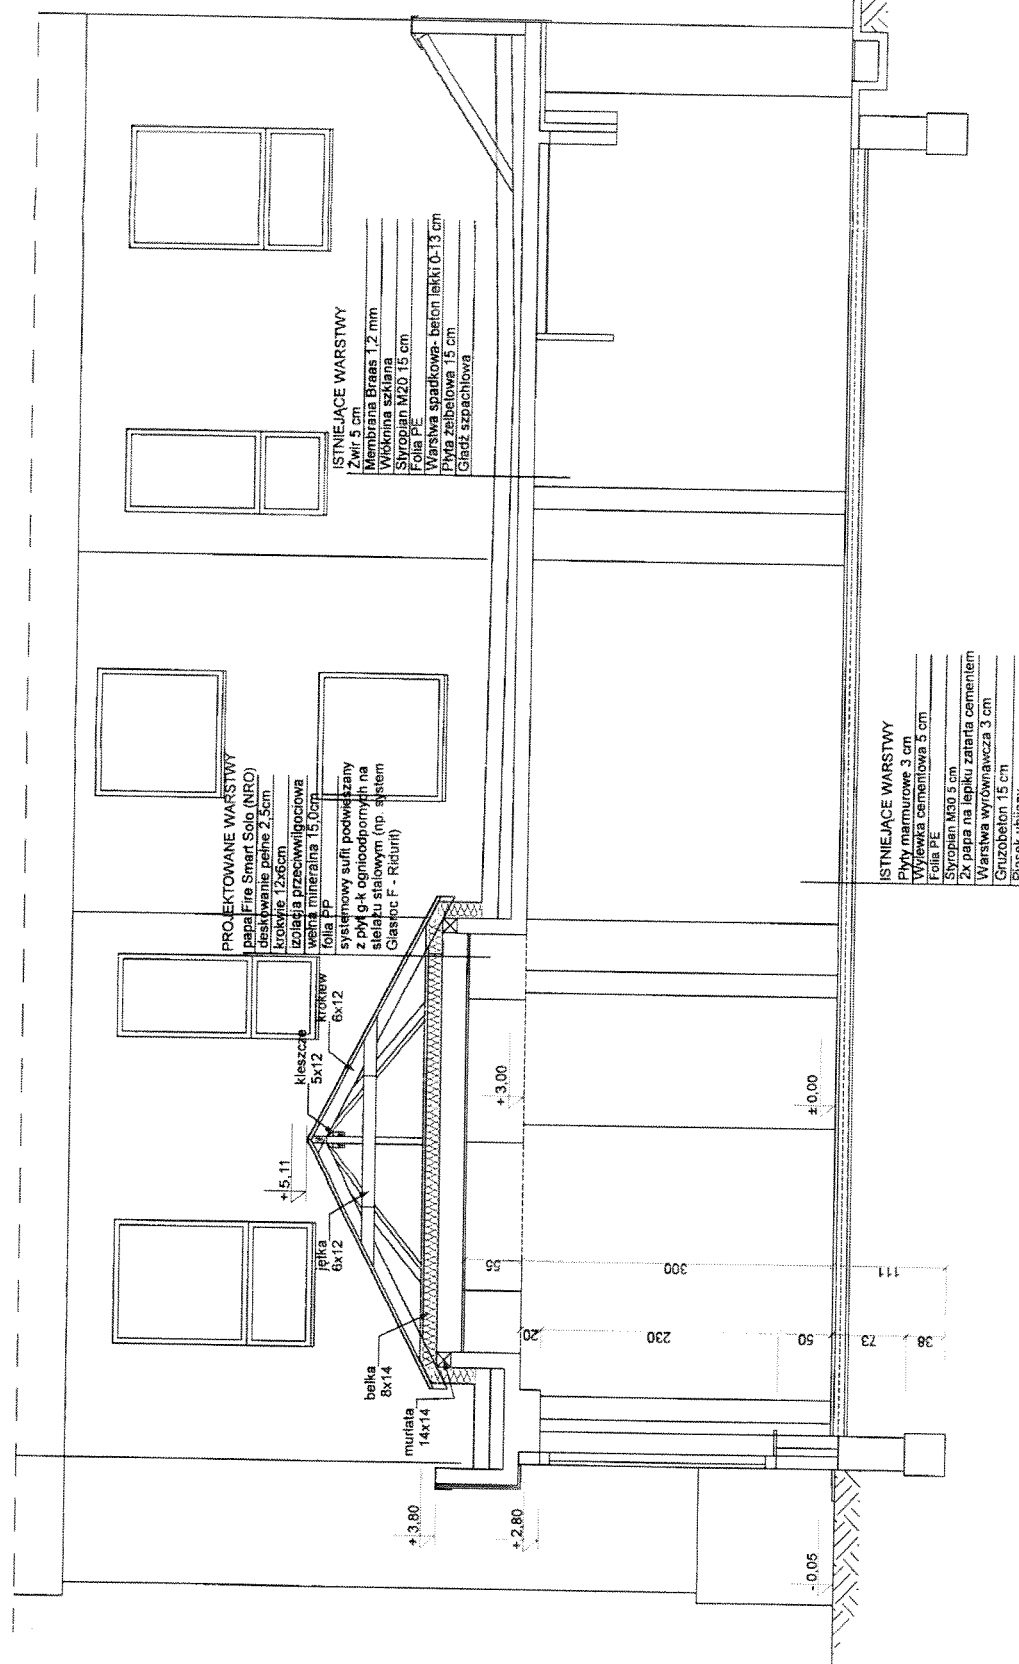 PROJEKTOWANE WARSTWY
papa Fire Smart Solo (NRO)
deskowanie pełne 2,5cm
krokwie 12x6cm
izolacja przeciwwilgociowa
wełna mineralna 15,0cm
folia PP
systemowy sufit podwieszany
z płyt g-k ognioodpornych na
stelażu stalowym (np. system
Glasroc F - Ridurit)
ISTNIEJĄCE WARSTWY
Żwir 5 cm
Membrana Braas 1,2 mm
Włóknina szklana
Styropian M20 15 cm
Folia PE
Warstwa spadkowa- beton lekki 0-13 cm
Płyta żelbetowa 15 cm
Gładź szpachlowa
kleszcze
5x12
krokiew
6x12
+5,11
jętka
6x12
belka
8x14
murłata
14x14
+3,80
+2,80
-0,05
+3,00
±0,00
55
300
111
20
230
50
73
38
ISTNIEJĄCE WARSTWY
Płyty marmurowe 3 cm
Wylewka cementowa 5 cm
Folia PE
Styropian M30 5 cm
2x papa na lepiku zatarta cementem
Warstwa wyrównawcza 3 cm
Gruzobeton 15 cm
Piasek ubijany